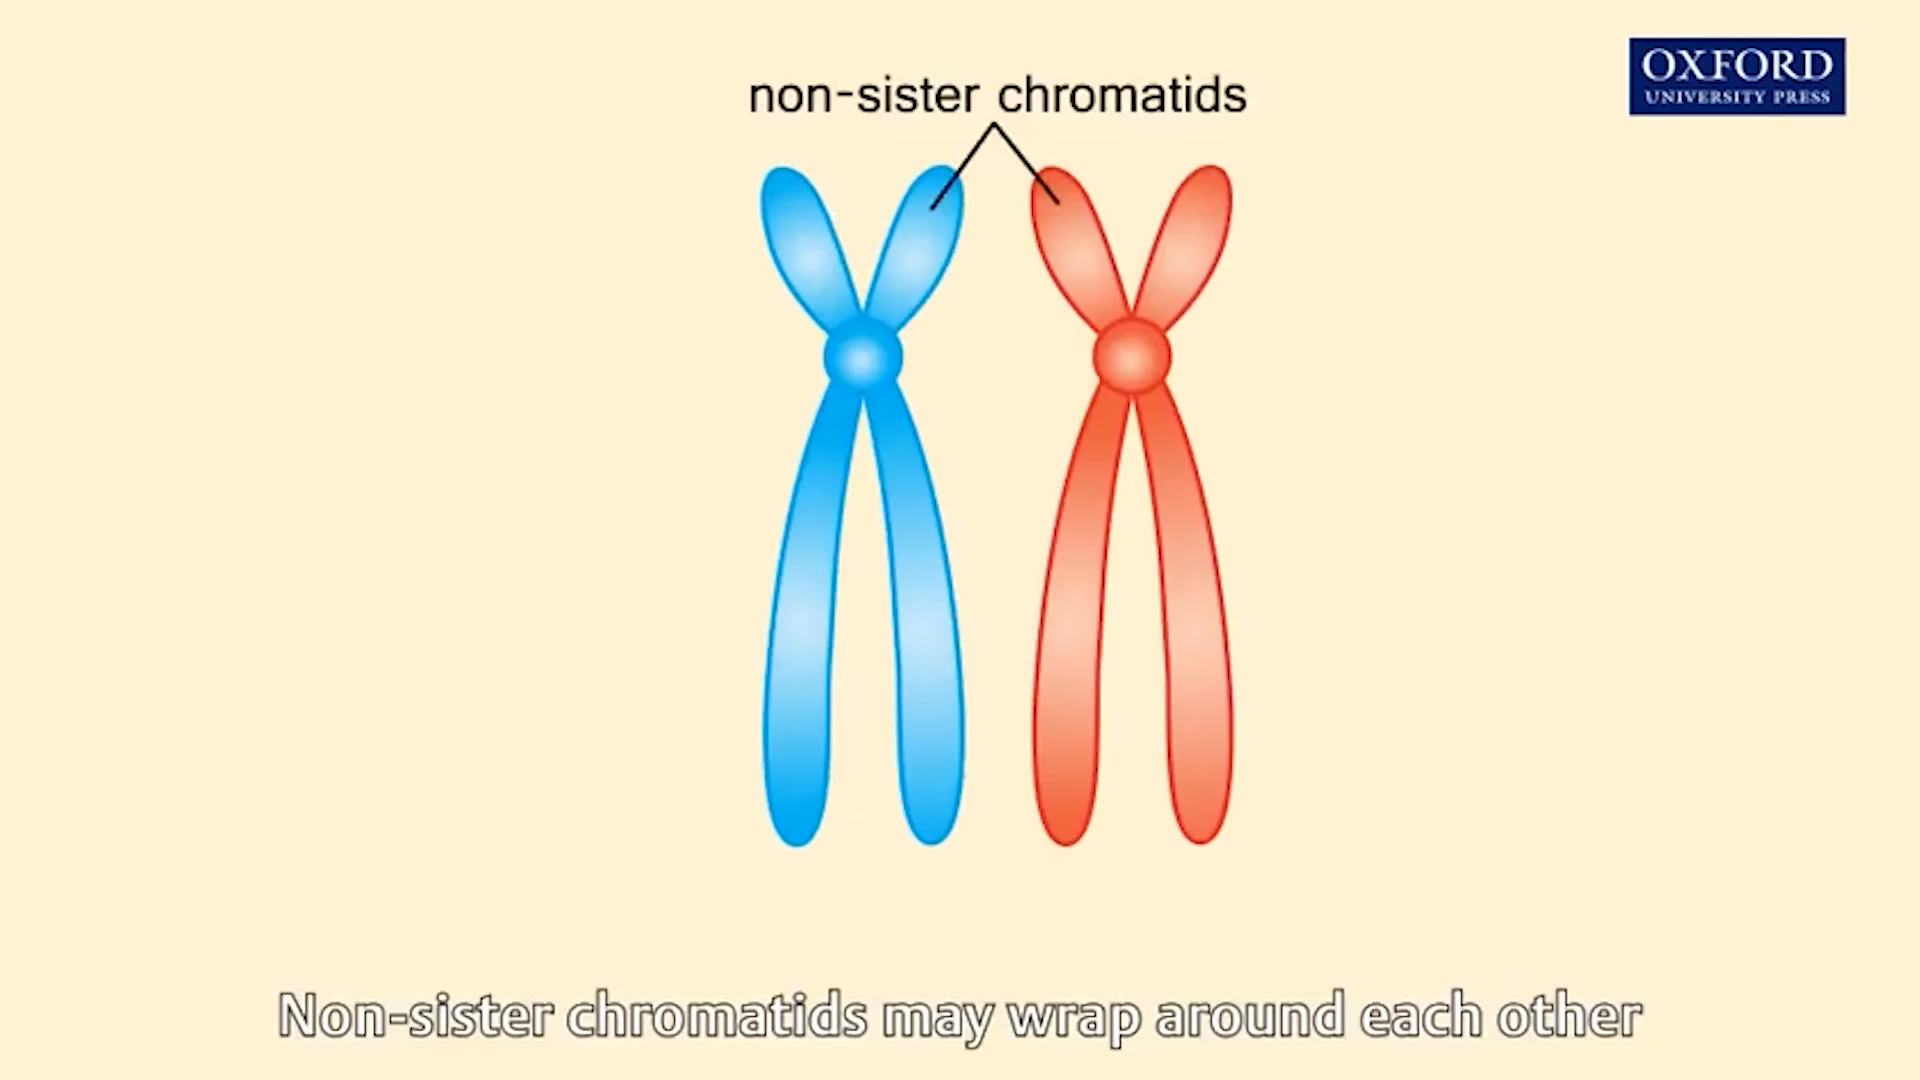 OXFORD
UNIVERSITY PRESS
non-sister chromatids
Non-sister chromatids may wrap around each other